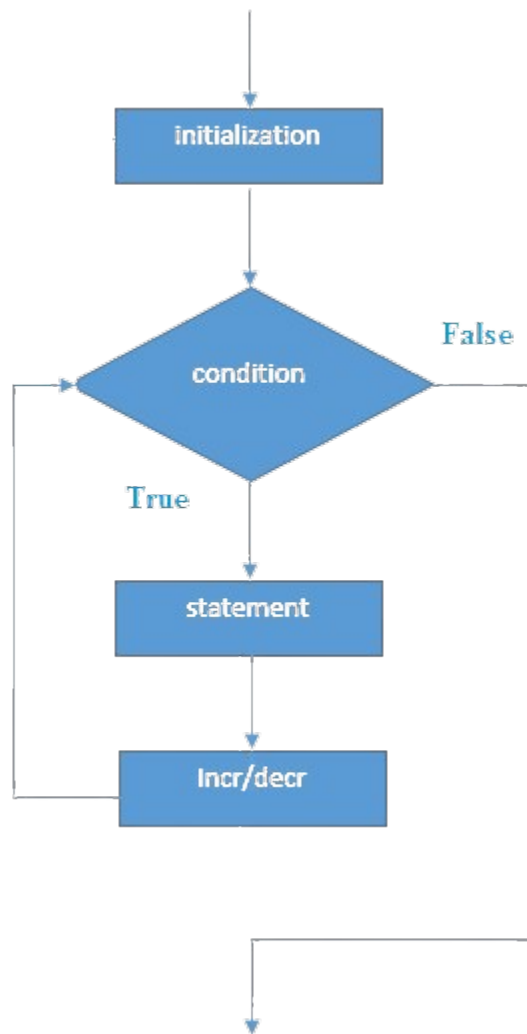 initialization
condition
False
True
statement
Incr/decr